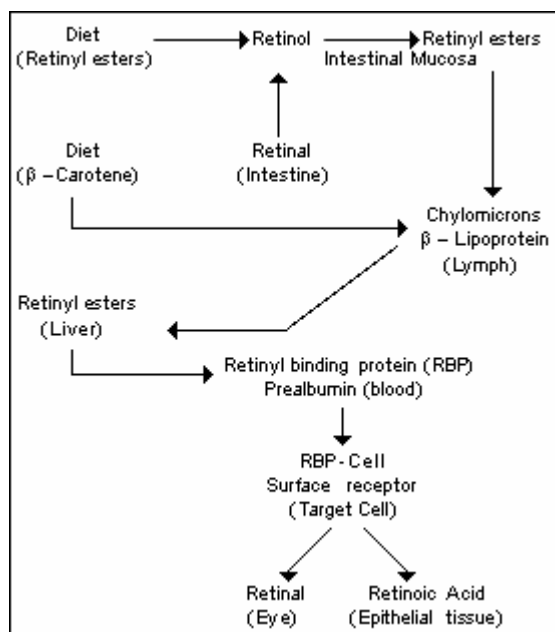 Diet
(Retinyl esters)
Retinol
Retinyl esters
Intestinal Mucosa
Diet
(β –Carotene)
Retinal
(Intestine)
Chylomicrons
β – Lipoprotein
(Lymph)
Retinyl esters
(Liver)
Retinyl binding protein (RBP)
Prealbumin (blood)
RBP-Cell
Surface receptor
(Target Cell)
Retinal
(Eye)
Retinoic Acid
(Epithelial tissue)